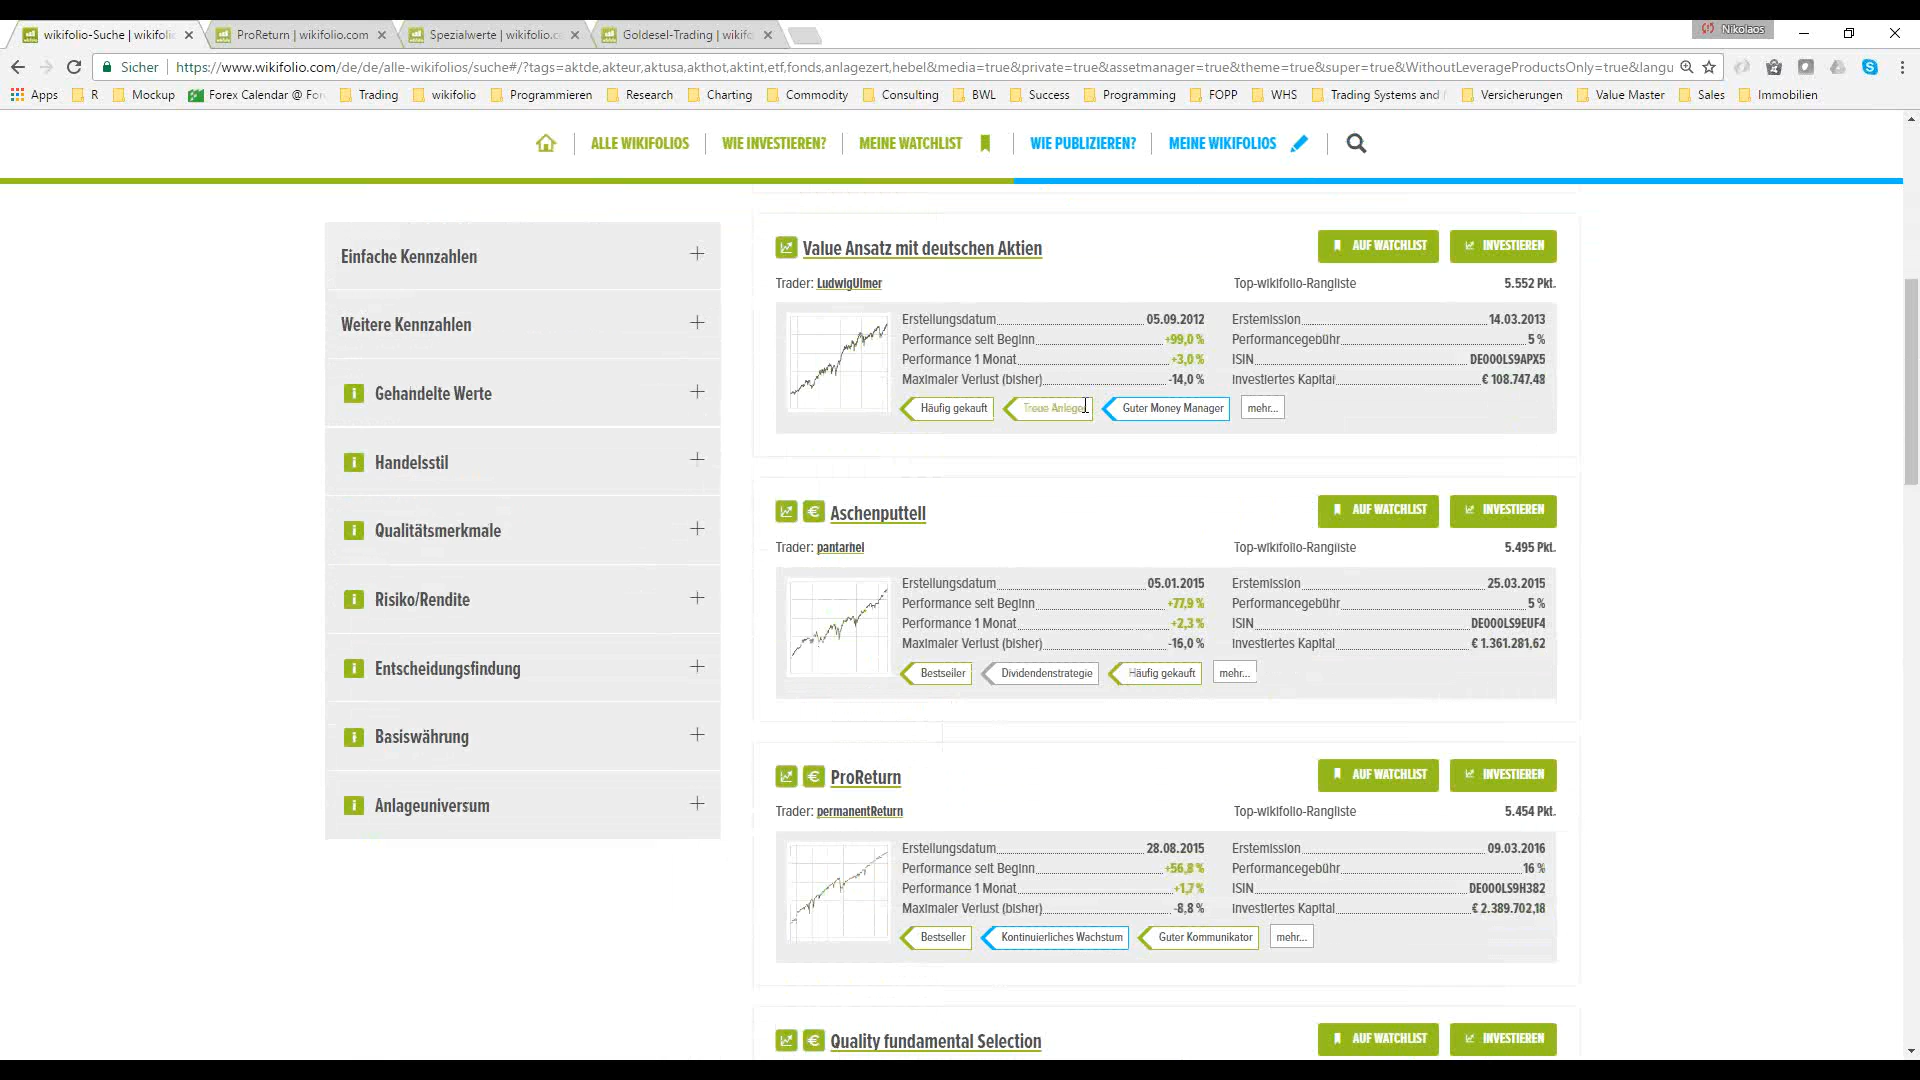 wikifolio-Suche | wikifoli
ProReturn | wikifolio.com
Spezialwerte | wikifolio.c
Goldesel-Trading | wikifo
Nikolaos
Sicher
https://www.wikifolio.com/de/de/alle-wikifolios/suche#/?tags=aktde,akteur,aktusa,akthot,aktint,etf,fonds,anlagezert,hebel&media=true&private=true&assetmanager=true&theme=true&super=true&WithoutLeverageProductsOnly=true&langu
Apps R Mockup Forex Calendar @ For Trading wikifolio Programmieren Research Charting Commodity Consulting BWL Success Programming FOPP WHS Trading Systems and Versicherungen Value Master Sales Immobilien
ALLE WIKIFOLIOS WIE INVESTIEREN? MEINE WATCHLIST WIE PUBLIZIEREN? MEINE WIKIFOLIOS
Einfache Kennzahlen
Weitere Kennzahlen
Gehandelte Werte
Handelsstil
Qualitätsmerkmale
Risiko/Rendite
Entscheidungsfindung
Basiswährung
Anlageuniversum
Value Ansatz mit deutschen Aktien AUF WATCHLIST INVESTIEREN
Trader: LudwigUlmer Top-wikifolio-Rangliste 5.552 Pkt.
Erstellungsdatum 05.09.2012 Erstemission 14.03.2013
Performance seit Beginn +99,0 % Performancegebühr 5 %
Performance 1 Monat +3,0 % ISIN DE000LS9APX5
Maximaler Verlust (bisher) -14,0 % Investiertes Kapital € 108.747,48
Häufig gekauft Treue Anleger Guter Money Manager mehr...
Aschenputtell AUF WATCHLIST INVESTIEREN
Trader: pantarhei Top-wikifolio-Rangliste 5.495 Pkt.
Erstellungsdatum 05.01.2015 Erstemission 25.03.2015
Performance seit Beginn +77,9 % Performancegebühr 5 %
Performance 1 Monat +2,3 % ISIN DE000LS9EUF4
Maximaler Verlust (bisher) -16,0 % Investiertes Kapital € 1.361.281,62
Bestseller Dividendenstrategie Häufig gekauft mehr...
ProReturn AUF WATCHLIST INVESTIEREN
Trader: permanentReturn Top-wikifolio-Rangliste 5.454 Pkt.
Erstellungsdatum 28.08.2015 Erstemission 09.03.2016
Performance seit Beginn +56,8 % Performancegebühr 16 %
Performance 1 Monat +1,7 % ISIN DE000LS9H382
Maximaler Verlust (bisher) -8,8 % Investiertes Kapital € 2.389.702,18
Bestseller Kontinuierliches Wachstum Guter Kommunikator mehr...
Quality fundamental Selection AUF WATCHLIST INVESTIEREN